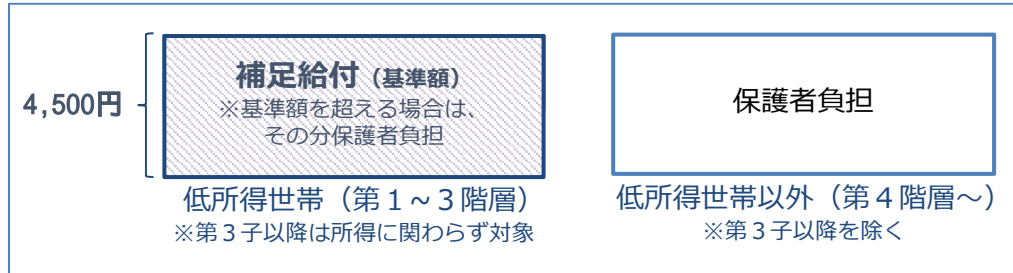 4,500円
補足給付（基準額）
※基準額を超える場合は、
その分保護者負担
低所得世帯（第１~３階層）
※第３子以降は所得に関わらず対象
保護者負担
低所得世帯以外（第４階層～）
※第３子以降を除く